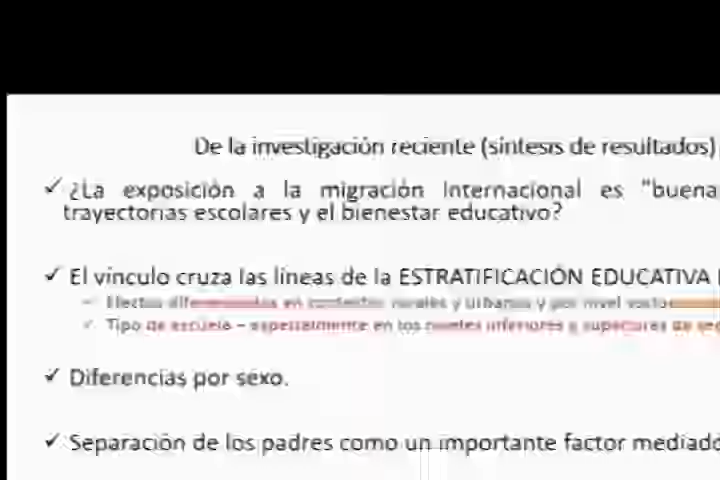 De la investigación reciente (síntesis de resultados)
✓ ¿La exposición a la migración Internacional es "buena
trayectorias escolares y el bienestar educativo?
✓ El vínculo cruza las líneas de la ESTRATIFICACIÓN EDUCATIVA
✓ Efectos diferenciados en contextos rurales y urbanos y por nivel
✓ Tipo de escuela – especialmente en los niveles inferiores y superiores de
✓ Diferencias por sexo.
✓ Separación de los padres como un importante factor